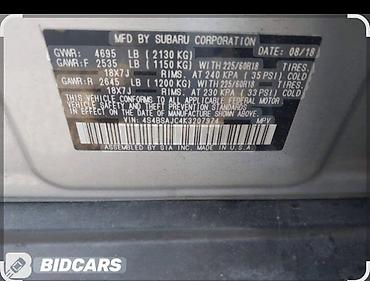 MFD BY SUBARU CORPORATION DATE: 08/18
GVWR: 4695 LB (2130 KG)
GAWR:F 2535 LB (1150 KG) WITH 225/60R18
18X7J RIMS. AT 240 KPA (35 PSI) COLD
GAWR:R 2645 LB (1200 KG) WITH 225/60R18
18X7J RIMS. AT 230 KPA (33 PSI) COLD
THIS VEHICLE CONFORMS TO ALL APPLICABLE FEDERAL MOTOR
VEHICLE SAFETY, BUMPER, AND THEFT PREVENTION STANDARDS
IN EFFECT ON THE DATE OF MANUFACTURE SHOWN ABOVE.
VIN: 4S4BSAJC4K3207974 MPV
ASSEMBLED BY SIA INC. MADE IN U.S.A.
BIDCARS